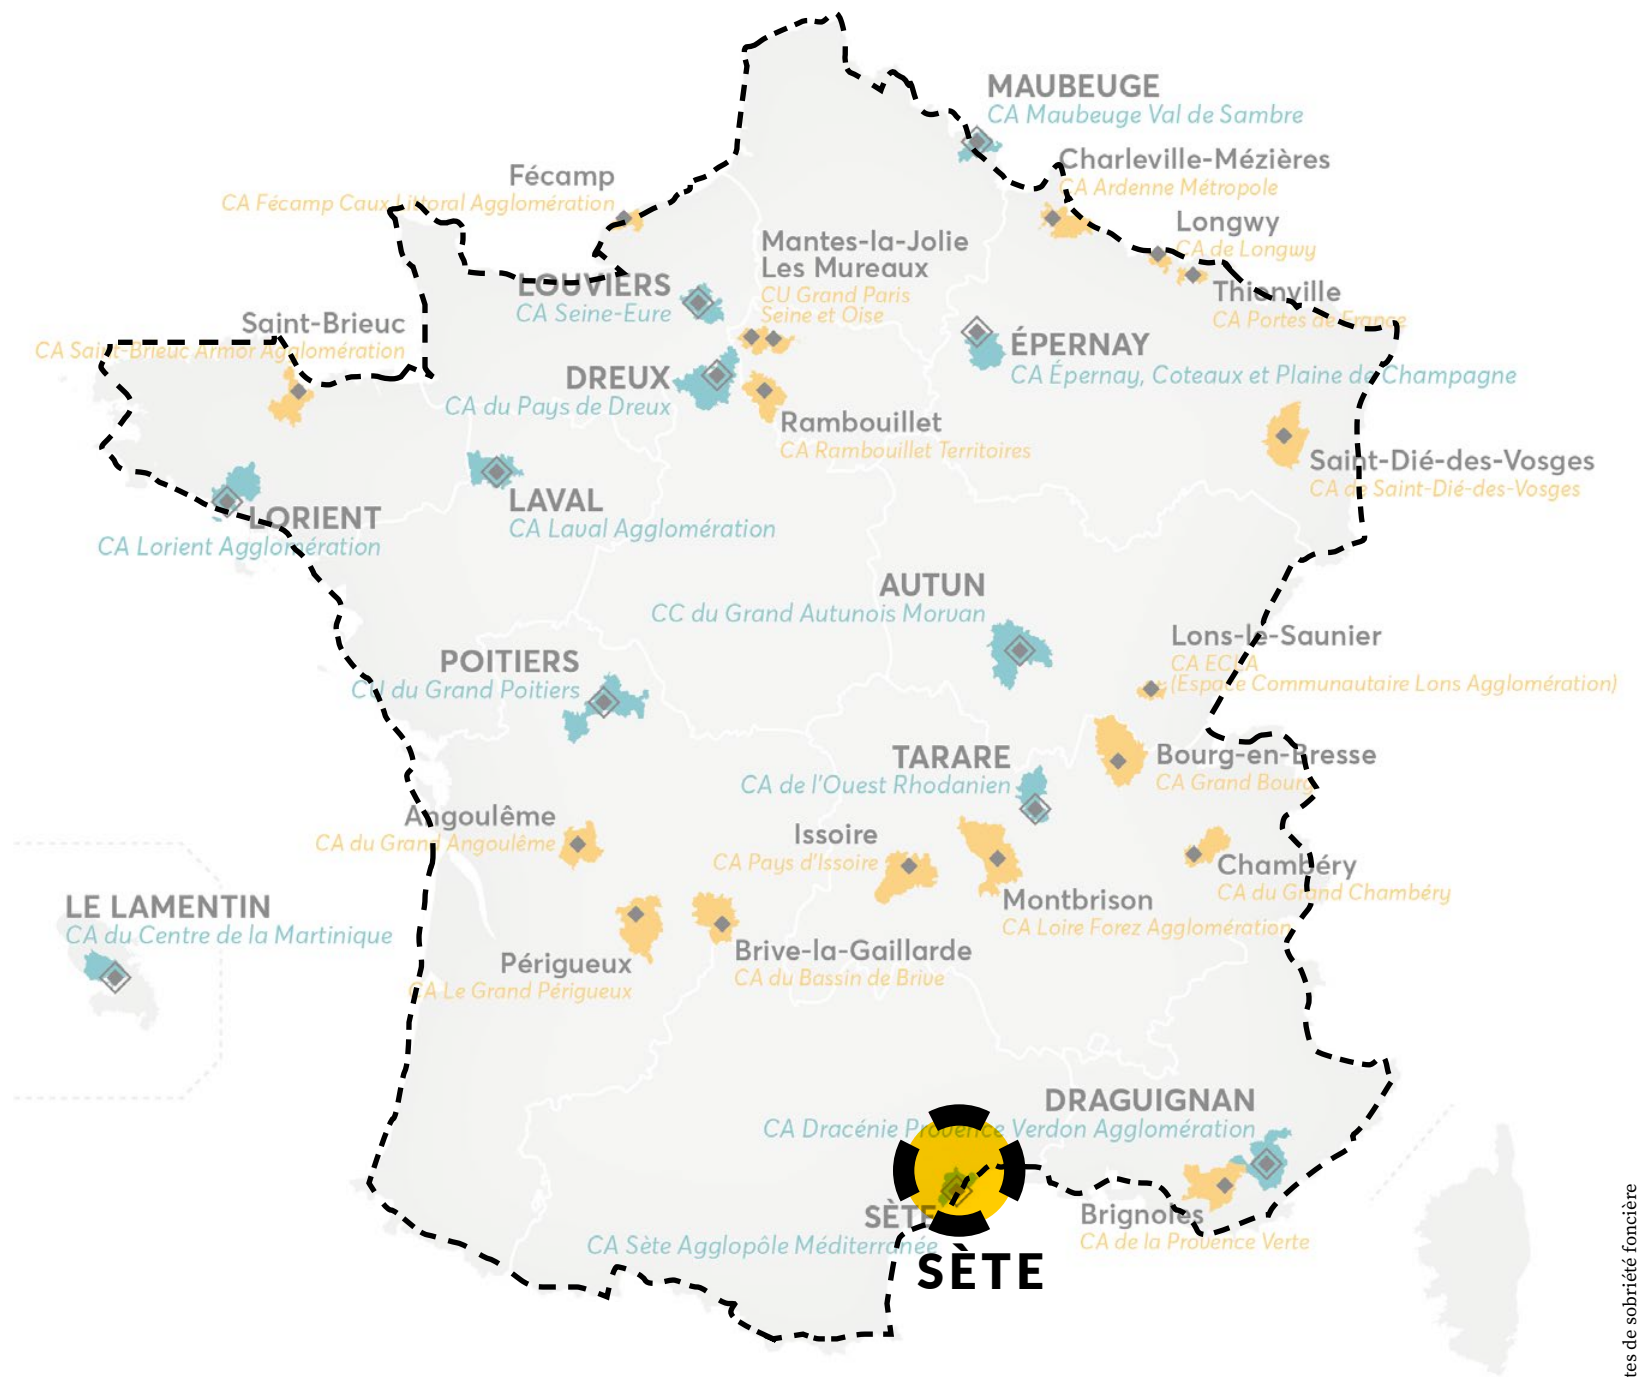 MAUBEUGE
CA Maubeuge Val de Sambre
Charleville-Mézières
CA Ardenne Métropole
Fécamp
CA Fécamp Caux Littoral Agglomération
Longwy
CA de Longwy
Mantes-la-Jolie
Les Mureaux
CU Grand Paris
Seine et Oise
LOUVIERS
CA Seine-Eure
Thionville
CA Portes de France
Saint-Brieuc
CA Saint-Brieuc Armor Agglomération
ÉPERNAY
CA Épernay, Coteaux et Plaine de Champagne
DREUX
CA du Pays de Dreux
Rambouillet
CA Rambouillet Territoires
Saint-Dié-des-Vosges
CA de Saint-Dié-des-Vosges
LAVAL
CA Laval Agglomération
LORIENT
CA Lorient Agglomération
AUTUN
CC du Grand Autunois Morvan
Lons-le-Saunier
CA ECLA
(Espace Communautaire Lons Agglomération)
POITIERS
CU du Grand Poitiers
TARARE
CA de l'Ouest Rhodanien
Bourg-en-Bresse
CA Grand Bourg
Angoulême
CA du Grand Angoulême
Issoire
CA Pays d'Issoire
Chambéry
CA du Grand Chambéry
Montbrison
CA Loire Forez Agglomération
LE LAMENTIN
CA du Centre de la Martinique
Périgueux
CA Le Grand Périgueux
Brive-la-Gaillarde
CA du Bassin de Brive
DRAGUIGNAN
CA Dracénie Provence Verdon Agglomération
SÈTE
CA Sète Agglopôle Méditerranée
SÈTE
Brignoles
CA de la Provence Verte
tes de sobriété foncière